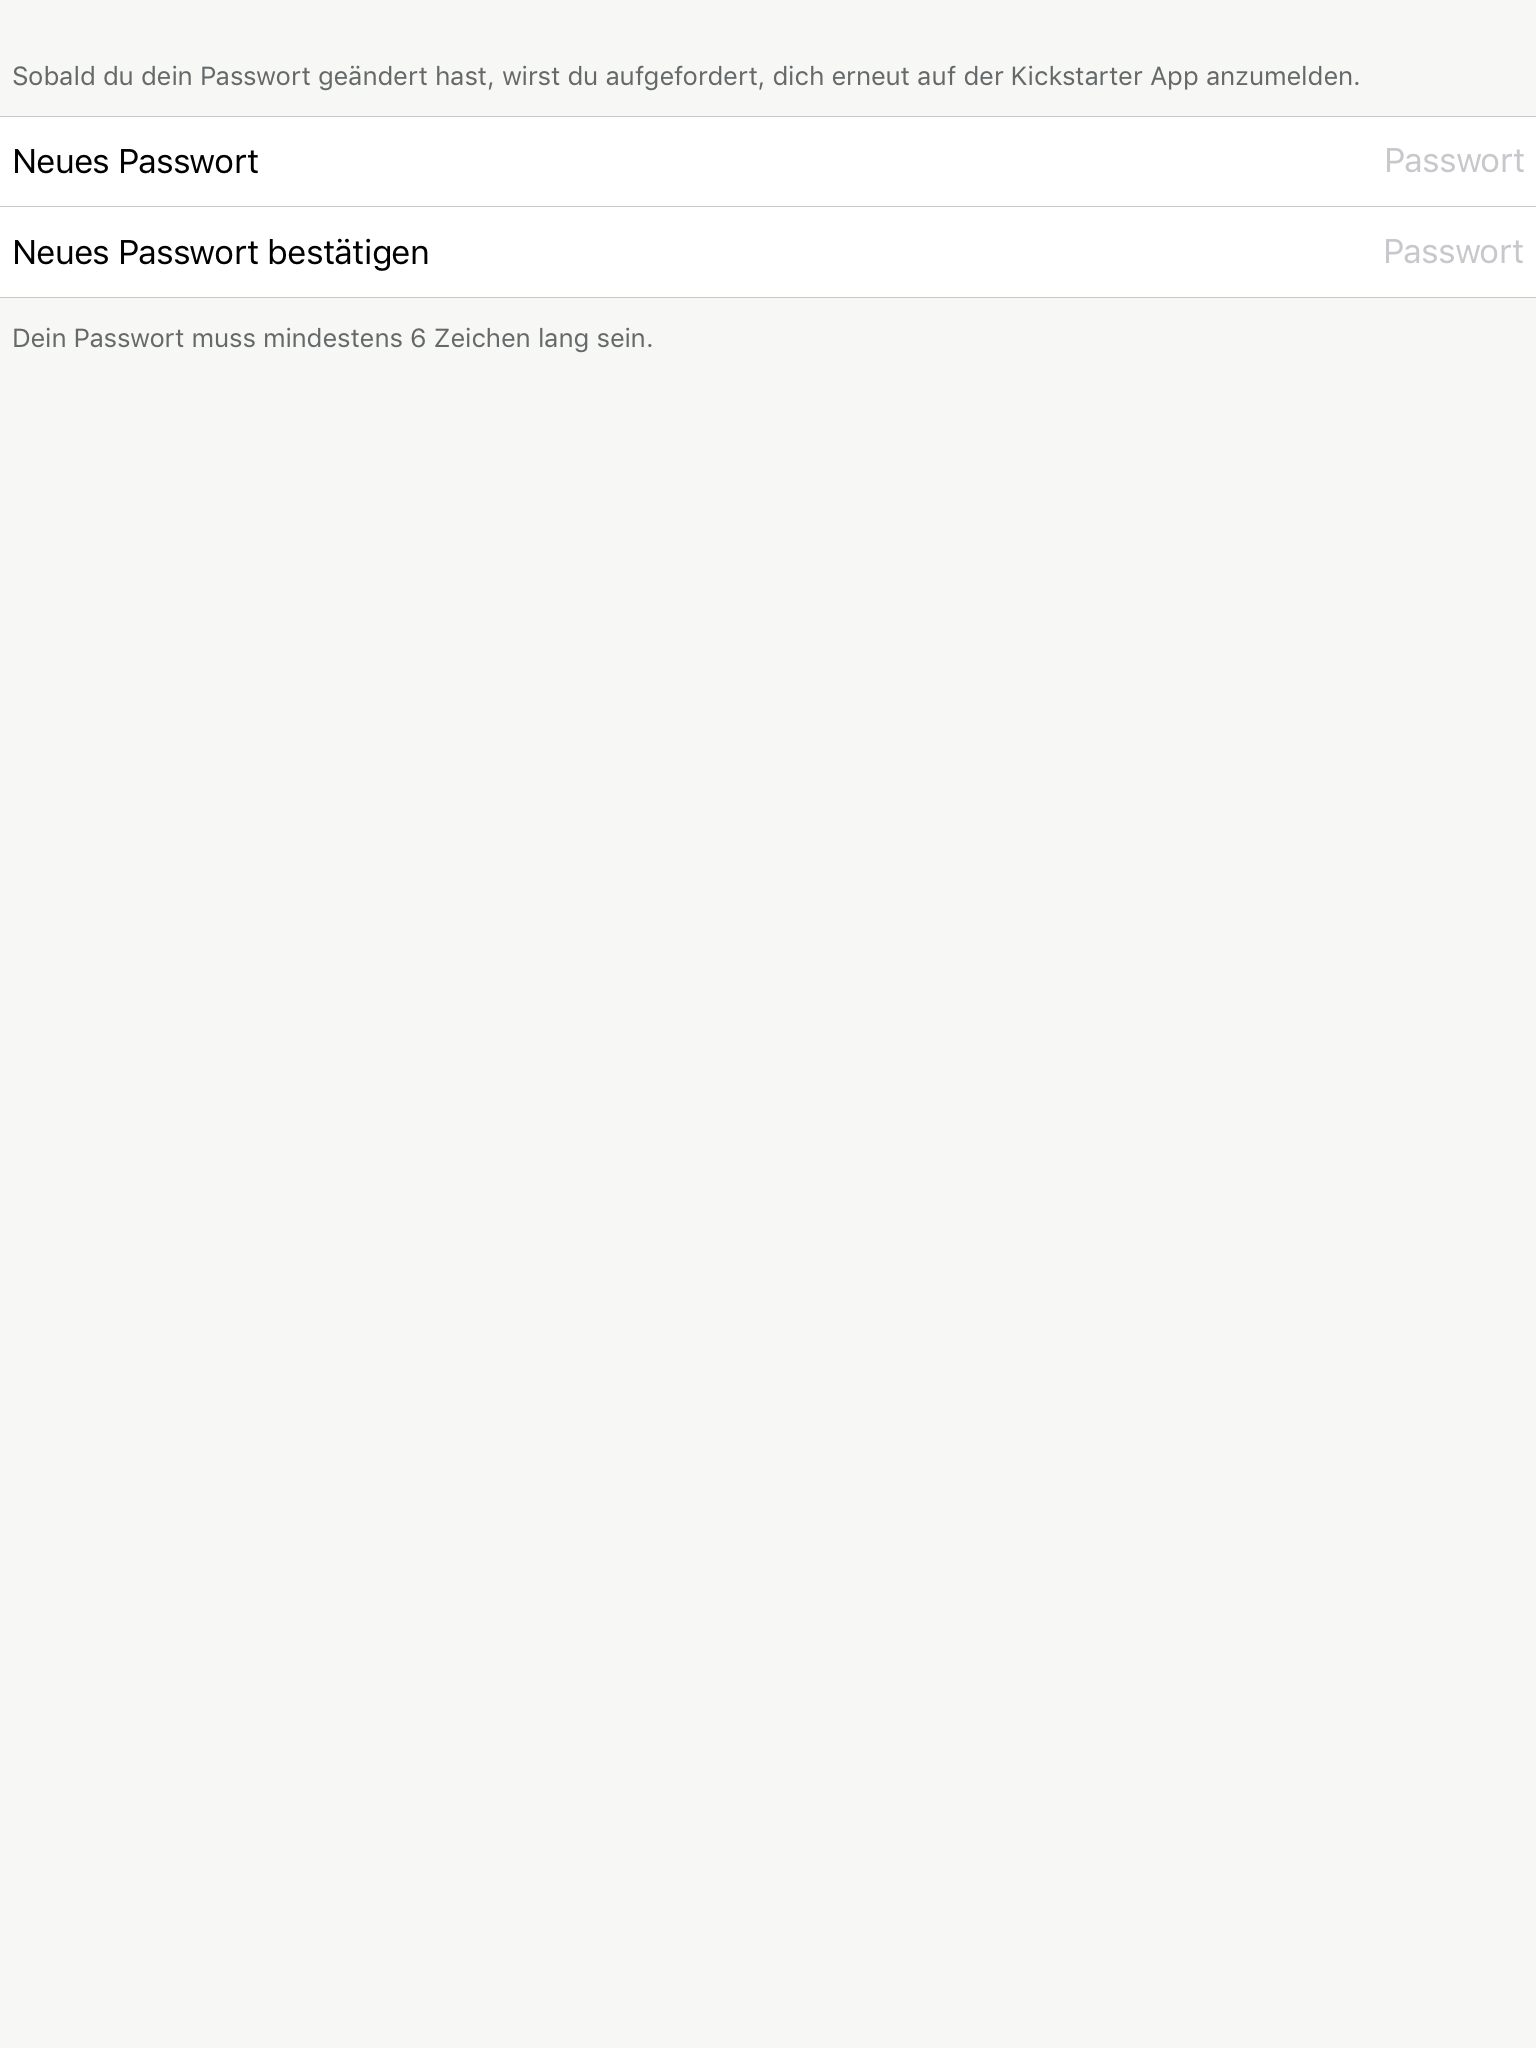 Sobald du dein Passwort geändert hast, wirst du aufgefordert, dich erneut auf der Kickstarter App anzumelden.
Neues Passwort Passwort
Neues Passwort bestätigen Passwort
Dein Passwort muss mindestens 6 Zeichen lang sein.